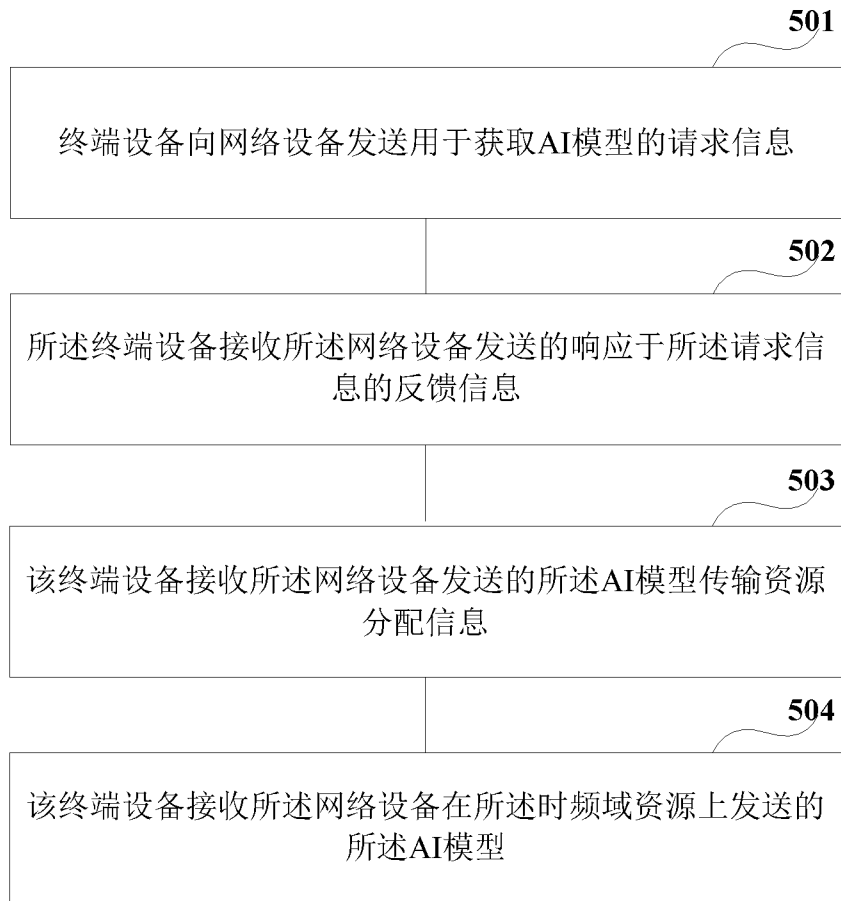 501
终端设备向网络设备发送用于获取AI模型的请求信息
502
所述终端设备接收所述网络设备发送的响应于所述请求信
息的反馈信息
503
该终端设备接收所述网络设备发送的所述AI模型传输资源
分配信息
504
该终端设备接收所述网络设备在所述时频域资源上发送的
所述AI模型